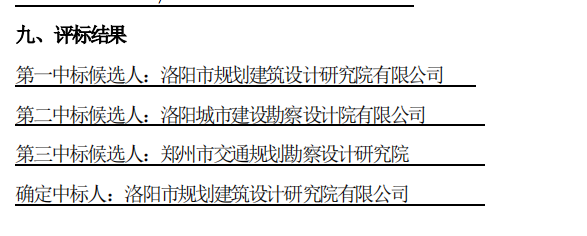 九、评标结果
第一中标候选人：洛阳市规划建筑设计研究院有限公司
第二中标候选人：洛阳城市建设勘察设计院有限公司
第三中标候选人：郑州市交通规划勘察设计研究院
确定中标人：洛阳市规划建筑设计研究院有限公司